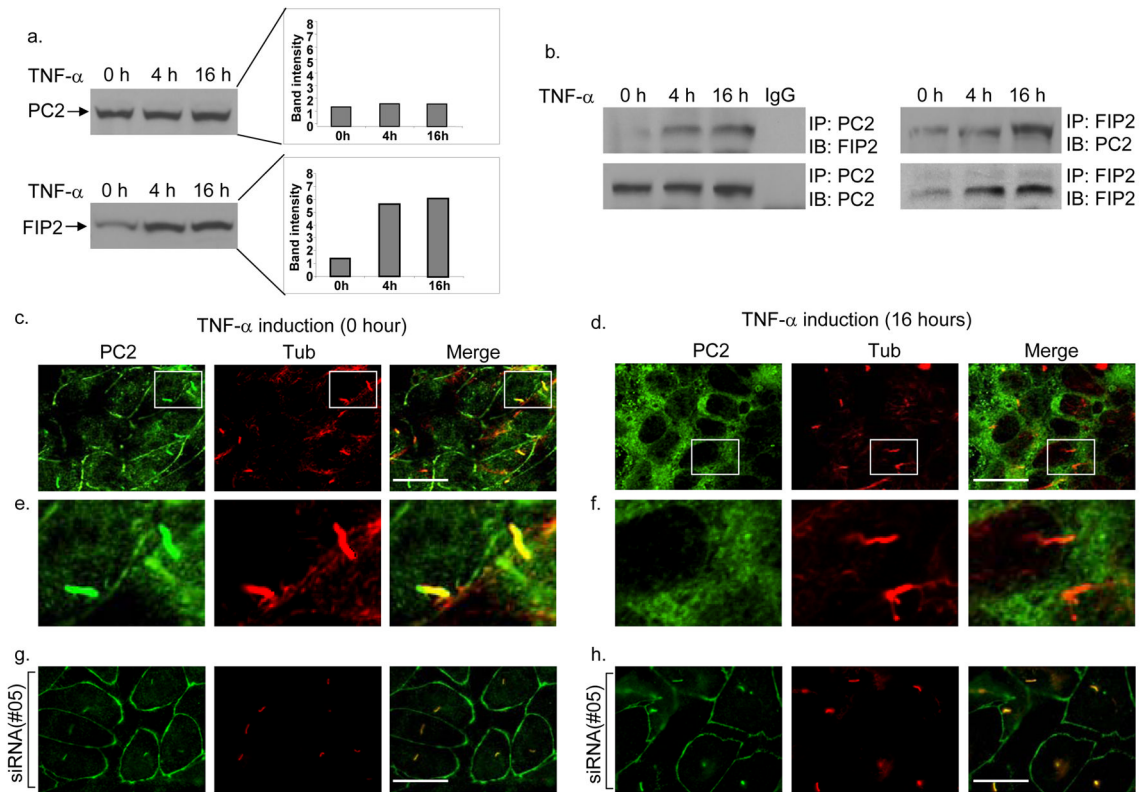 a.
TNF-α 0 h 4 h 16 h
PC2
Band intensity
8
7
6
5
4
3
2
1
0
0h 4h 16h
TNF-α 0 h 4 h 16 h
FIP2
Band intensity
8
7
6
5
4
3
2
1
0
0h 4h 16h
b.
TNF-α 0 h 4 h 16 h IgG
IP: PC2
IB: FIP2
IP: PC2
IB: PC2
0 h 4 h 16 h
IP: FIP2
IB: PC2
IP: FIP2
IB: FIP2
c.
TNF-α induction (0 hour)
PC2 Tub Merge
d.
TNF-α induction (16 hours)
PC2 Tub Merge
e.
f.
g.
siRNA(#05)
h.
siRNA(#05)